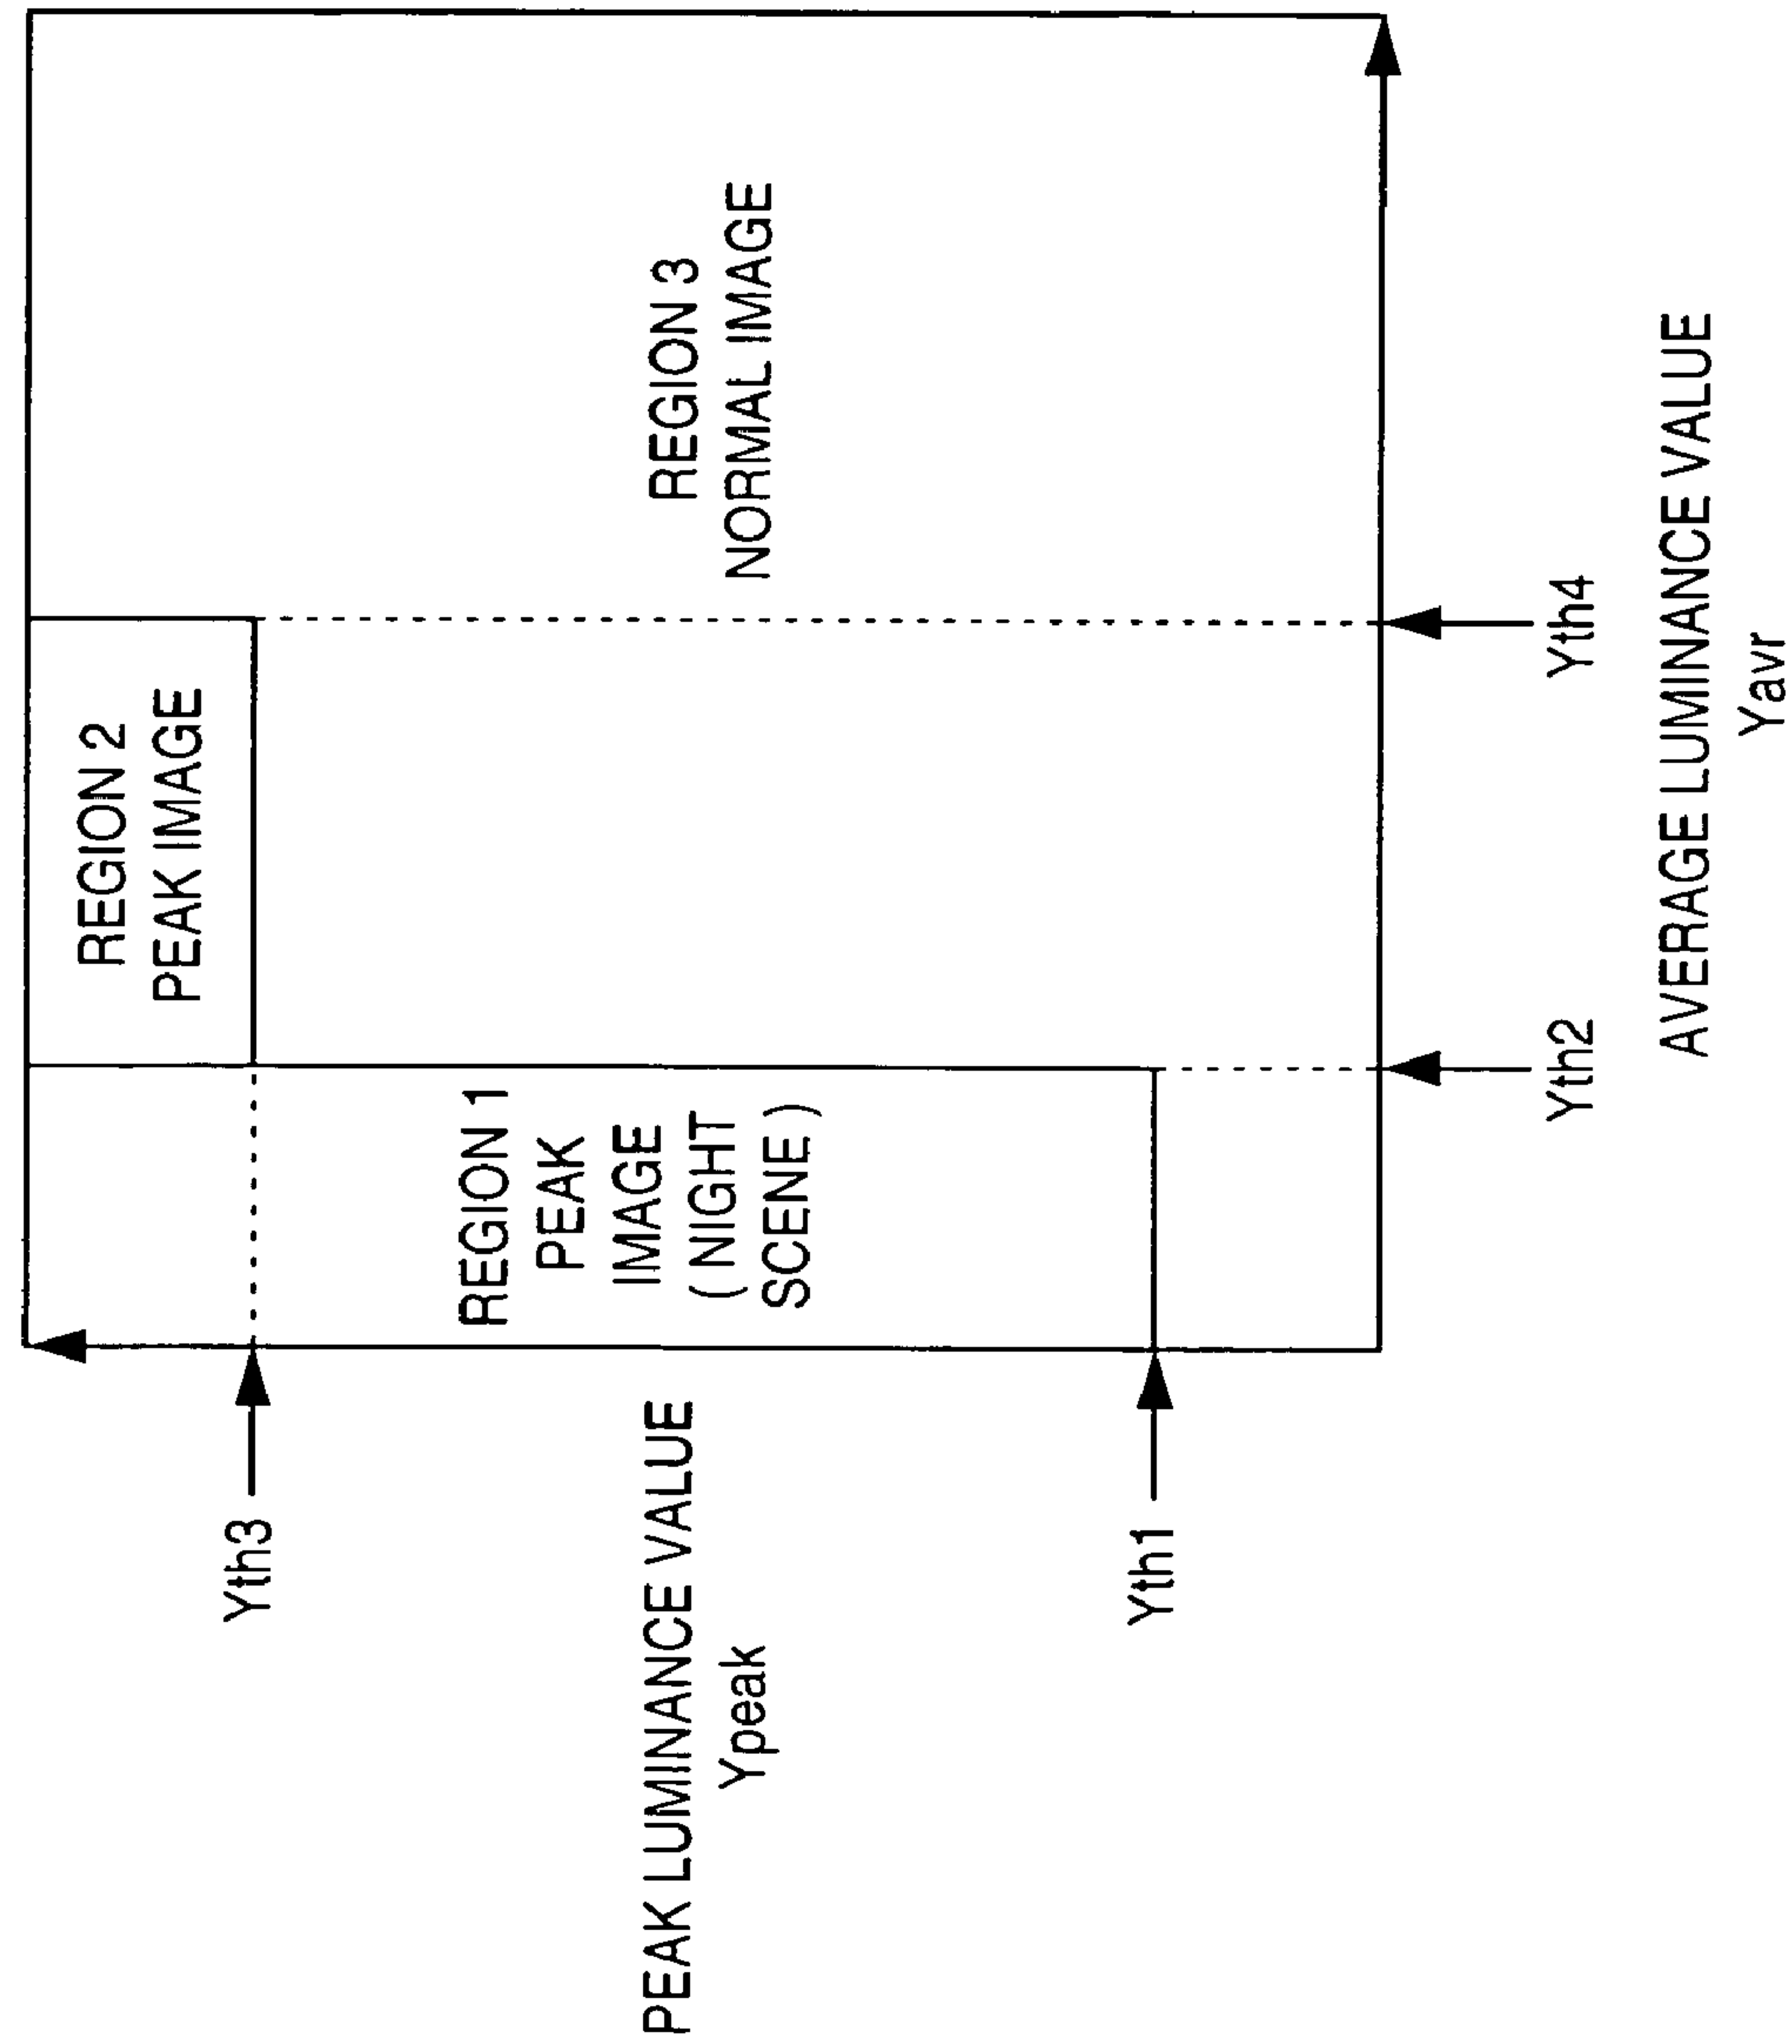 PEAK LUMINANCE VALUE
Ypeak
Yth3
Yth1
REGION 1
PEAK
IMAGE
(NIGHT
SCENE)
REGION 2
PEAK IMAGE
REGION 3
NORMAL IMAGE
Yth2
Yth4
AVERAGE LUMINANCE VALUE
Yavr